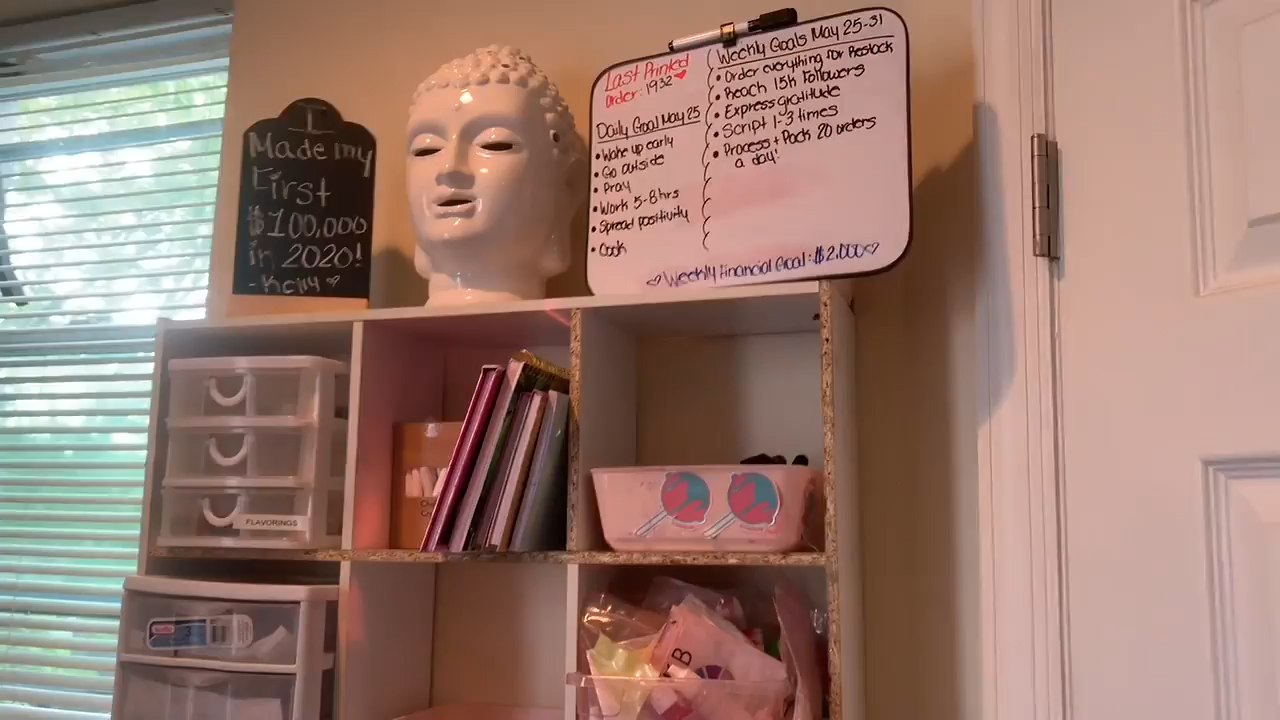 I
Made my
First
$100,000
in 2020!
- Kelly
Last Printed
Order: 1932
Daily Goal May 25
• Wake up early
• Go outside
• Pray
• Work 5-8hrs
• Spread positivity
• Cook
Weekly Goals May 25-31
• Order everything for Restock
• Reach 15k Followers
• Express gratitude
• Script 1-3 times
• Process + Pack 20 orders
a day!
Weekly Financial Goal: $2,000
FLAVORINGS
B